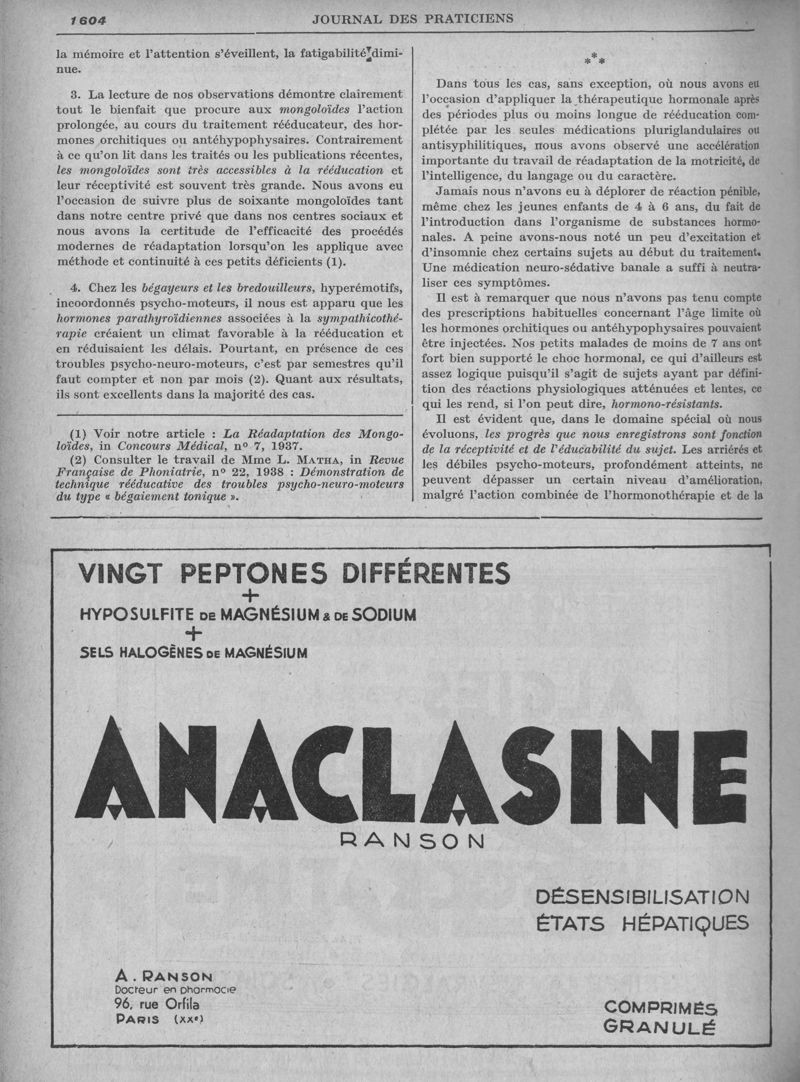 1604
JOURNAL DES PRATICIENS
la mémoire et l'attention s'éveillent, la fatigabilité dimi-
nue.
3. La lecture de nos observations démontre clairement
tout le bienfait que procure aux mongoloïdes l'action
prolongée, au cours du traitement rééducateur, des hor-
mones orchitiques ou antéhypophysaires. Contrairement
à ce qu'on lit dans les traités ou les publications récentes,
les mongoloïdes sont très accessibles à la rééducation et
leur réceptivité est souvent très grande. Nous avons eu
l'occasion de suivre plus de soixante mongoloïdes tant
dans notre centre privé que dans nos centres sociaux et
nous avons la certitude de l'efficacité des procédés
modernes de réadaptation lorsqu'on les applique avec
méthode et continuité à ces petits déficients (1).
4. Chez les bégayeurs et les bredouilleurs, hyperémotifs,
incoordonnés psycho-moteurs, il nous est apparu que les
hormones parathyroïdiennes associées à la sympathicothé-
rapie créaient un climat favorable à la rééducation et
en réduisaient les délais. Pourtant, en présence de ces
troubles psycho-neuro-moteurs, c'est par semestres qu'il
faut compter et non par mois (2). Quant aux résultats,
ils sont excellents dans la majorité des cas.
(1) Voir notre article : La Réadaptation des Mongo-
loïdes, in Concours Médical, n° 7, 1937.
(2) Consulter le travail de Mme L. MATHA, in Revue
Française de Phoniatrie, n° 22, 1938 : Démonstration de
technique rééducative des troubles psycho-neuro-moteurs
du type « bégaiement tonique ».
***
Dans tous les cas, sans exception, où nous avons eu
l'occasion d'appliquer la thérapeutique hormonale après
des périodes plus ou moins longue de rééducation com-
plétée par les seules médications pluriglandulaires ou
antisyphilitiques, nous avons observé une accélération
importante du travail de réadaptation de la motricité, de
l'intelligence, du langage ou du caractère.
Jamais nous n'avons eu à déplorer de réaction pénible,
même chez les jeunes enfants de 4 à 6 ans, du fait de
l'introduction dans l'organisme de substances hormo-
nales. A peine avons-nous noté un peu d'excitation et
d'insomnie chez certains sujets au début du traitement.
Une médication neuro-sédative banale a suffi à neutra-
liser ces symptômes.
Il est à remarquer que nous n'avons pas tenu compte
des prescriptions habituelles concernant l'âge limite où
les hormones orchitiques ou antéhypophysaires pouvaient
être injectées. Nos petits malades de moins de 7 ans ont
fort bien supporté le choc hormonal, ce qui d'ailleurs est
assez logique puisqu'il s'agit de sujets ayant par défini-
tion des réactions physiologiques atténuées et lentes, ce
qui les rend, si l'on peut dire, hormono-résistants.
Il est évident que, dans le domaine spécial où nous
évoluons, les progrès que nous enregistrons sont fonction
de la réceptivité et de l'éducabilité du sujet. Les arriérés et
les débiles psycho-moteurs, profondément atteints, ne
peuvent dépasser un certain niveau d'amélioration,
malgré l'action combinée de l'hormonothérapie et de la
VINGT PEPTONES DIFFÉRENTES
+
HYPOSULFITE DE MAGNÉSIUM & DE SODIUM
+
SELS HALOGÈNES DE MAGNÉSIUM
ANACLASINE
RANSON
DÉSENSIBILISATION
ÉTATS HÉPATIQUES
A. RANSON
Docteur en pharmacie
96, rue Orfila
PARIS (XXe)
COMPRIMÉS
GRANULÉ